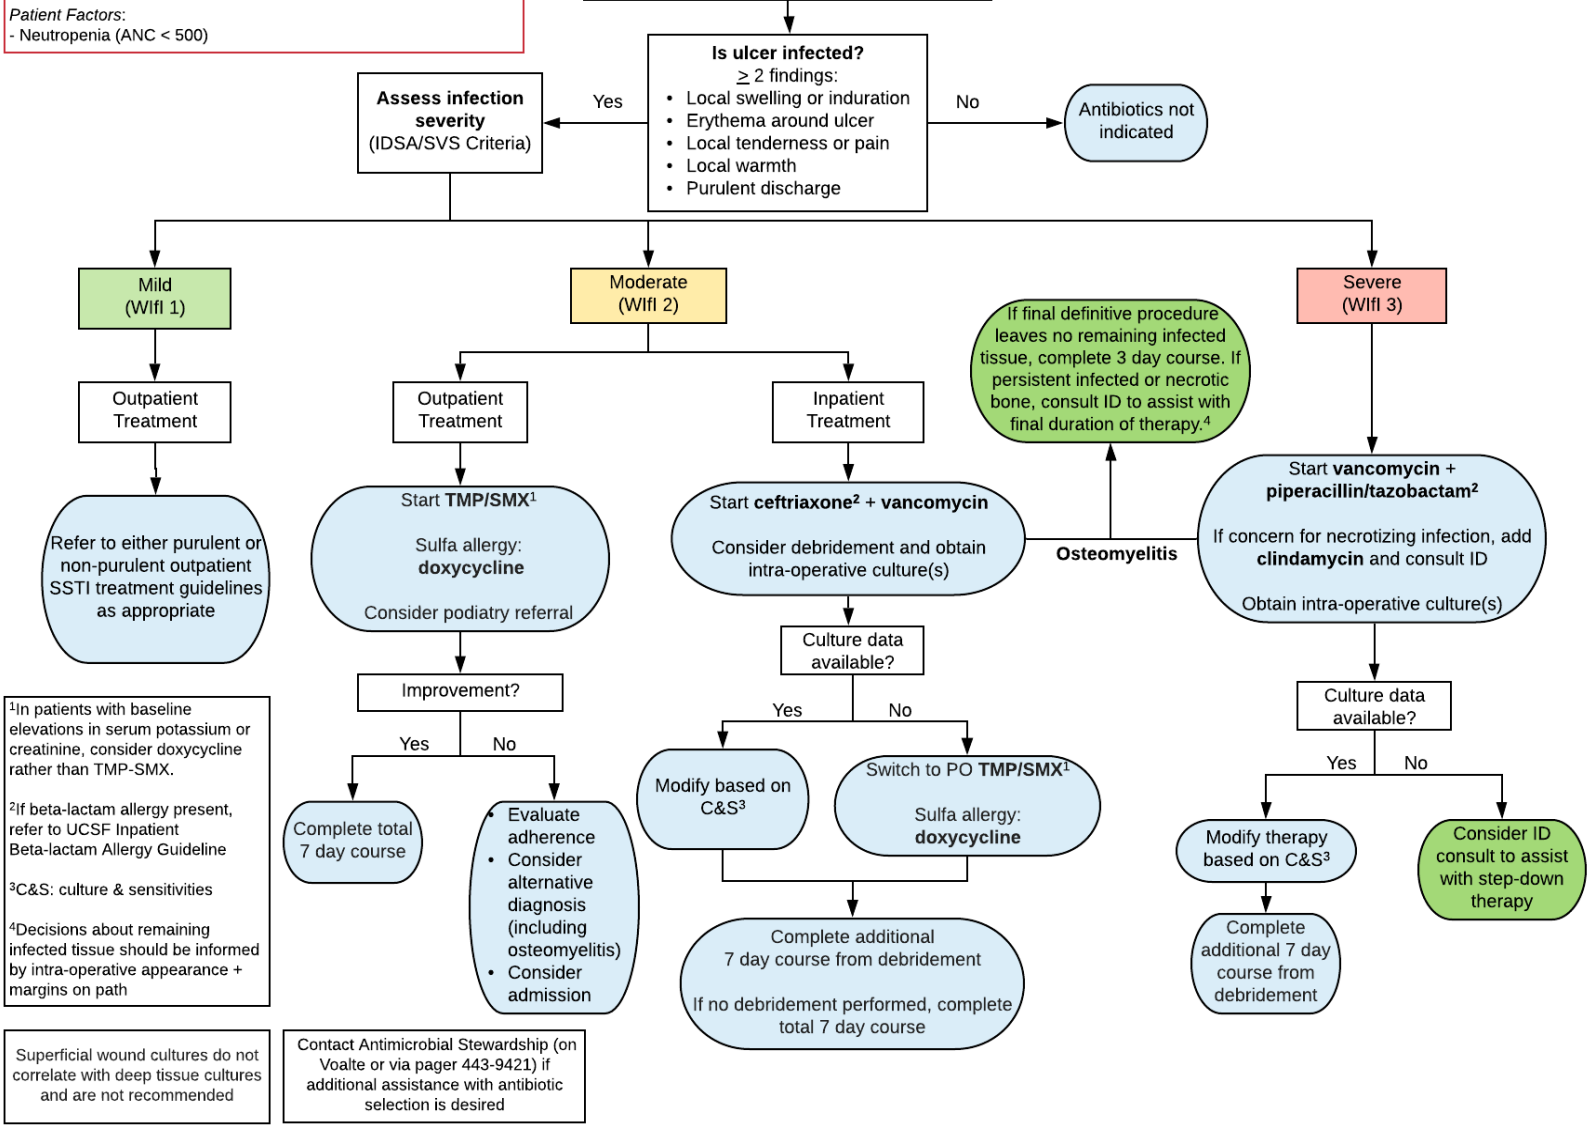 Patient Factors:
- Neutropenia (ANC < 500)
Is ulcer infected?
≥ 2 findings:
• Local swelling or induration
• Erythema around ulcer
• Local tenderness or pain
• Local warmth
• Purulent discharge
Yes
No
Assess infection
severity
(IDSA/SVS Criteria)
Antibiotics not
indicated
Mild
(WIfI 1)
Moderate
(WIfI 2)
Severe
(WIfI 3)
If final definitive procedure
leaves no remaining infected
tissue, complete 3 day course. If
persistent infected or necrotic
bone, consult ID to assist with
final duration of therapy.⁴
Outpatient
Treatment
Outpatient
Treatment
Inpatient
Treatment
Refer to either purulent or
non-purulent outpatient
SSTI treatment guidelines
as appropriate
Start TMP/SMX¹
Sulfa allergy:
doxycycline
Consider podiatry referral
Start ceftriaxone² + vancomycin
Consider debridement and obtain
intra-operative culture(s)
Osteomyelitis
Start vancomycin +
piperacillin/tazobactam²
If concern for necrotizing infection, add
clindamycin and consult ID
Obtain intra-operative culture(s)
Improvement?
Yes
No
Culture data
available?
Yes
No
Culture data
available?
Yes
No
Complete total
7 day course
• Evaluate
adherence
• Consider
alternative
diagnosis
(including
osteomyelitis)
• Consider
admission
Modify based on
C&S³
Switch to PO TMP/SMX¹
Sulfa allergy:
doxycycline
Complete additional
7 day course from debridement
If no debridement performed, complete
total 7 day course
Modify therapy
based on C&S³
Consider ID
consult to assist
with step-down
therapy
Complete
additional 7 day
course from
debridement
¹In patients with baseline
elevations in serum potassium or
creatinine, consider doxycycline
rather than TMP-SMX.
²If beta-lactam allergy present,
refer to UCSF Inpatient
Beta-lactam Allergy Guideline
³C&S: culture & sensitivities
⁴Decisions about remaining
infected tissue should be informed
by intra-operative appearance +
margins on path
Superficial wound cultures do not
correlate with deep tissue cultures
and are not recommended
Contact Antimicrobial Stewardship (on
Voalte or via pager 443-9421) if
additional assistance with antibiotic
selection is desired